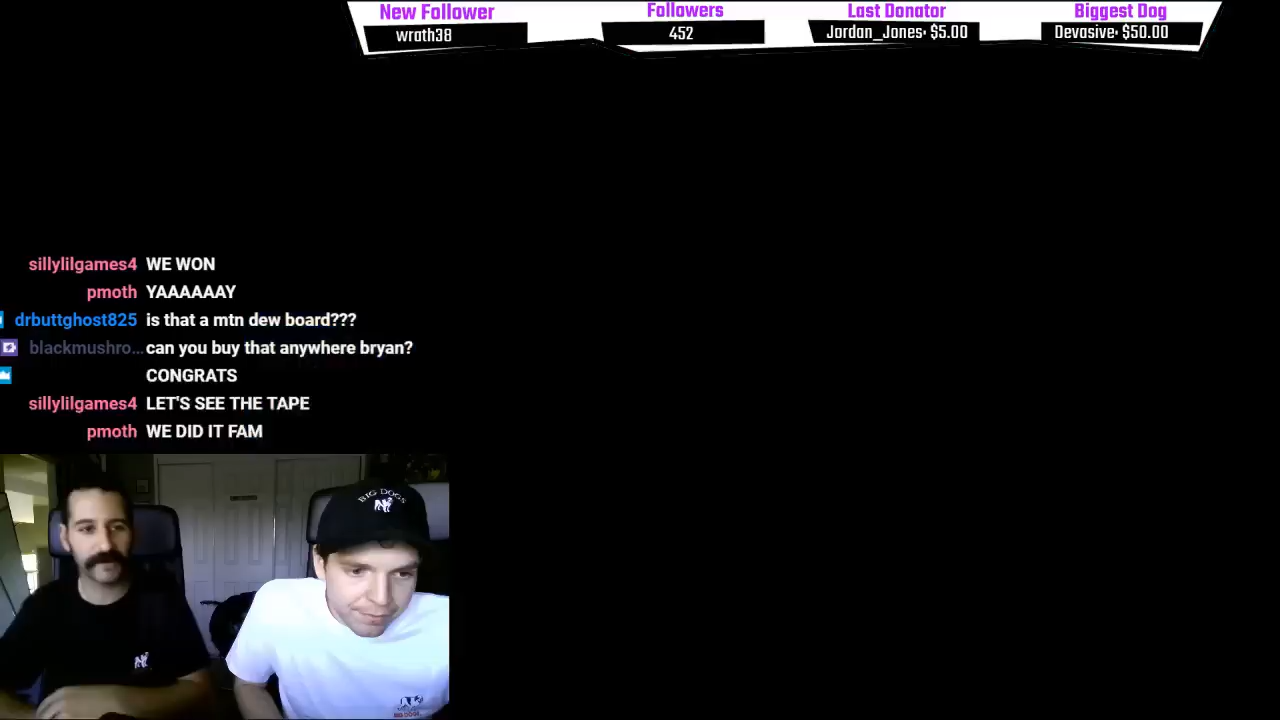 New Follower
Followers
Last Donator
Biggest Dog
wrath38
452
Jordan_Jones· $5.00
Devasive· $50.00
sillylilgames4 WE WON
pmoth YAAAAAAY
drbuttghost825 is that a mtn dew board???
blackmushro... can you buy that anywhere bryan?
CONGRATS
sillylilgames4 LET'S SEE THE TAPE
pmoth WE DID IT FAM
BIG DOGS
BIG DOGS